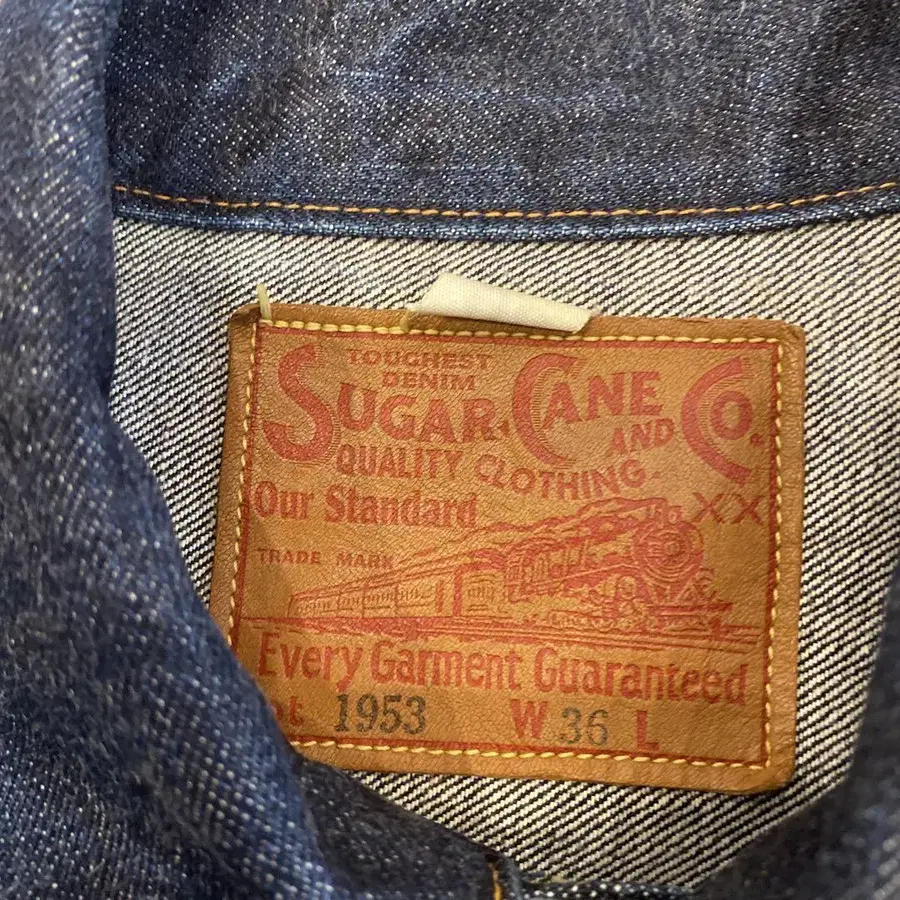 TOUGHEST
DENIM
SUGAR CANE CO.
AND
QUALITY CLOTHING
Our Standard XX
TRADE MARK
Every Garment Guaranteed
1953 W 36 L